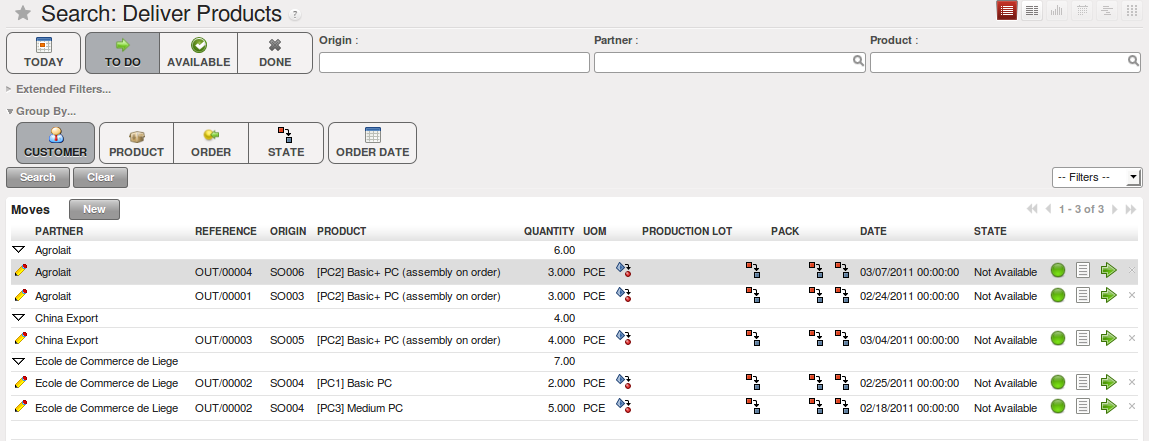 Search: Deliver Products ?
TODAY TO DO AVAILABLE DONE
Origin : Partner : Product :
Extended Filters...
Group By...
CUSTOMER PRODUCT ORDER STATE ORDER DATE
Search Clear -- Filters --
Moves New 1 - 3 of 3
PARTNER REFERENCE ORIGIN PRODUCT QUANTITY UOM PRODUCTION LOT PACK DATE STATE
Agrolait 6.00
Agrolait OUT/00004 SO006 [PC2] Basic+ PC (assembly on order) 3.000 PCE 03/07/2011 00:00:00 Not Available
Agrolait OUT/00001 SO003 [PC2] Basic+ PC (assembly on order) 3.000 PCE 02/24/2011 00:00:00 Not Available
China Export 4.00
China Export OUT/00003 SO005 [PC2] Basic+ PC (assembly on order) 4.000 PCE 03/04/2011 00:00:00 Not Available
Ecole de Commerce de Liege 7.00
Ecole de Commerce de Liege OUT/00002 SO004 [PC1] Basic PC 2.000 PCE 02/25/2011 00:00:00 Not Available
Ecole de Commerce de Liege OUT/00002 SO004 [PC3] Medium PC 5.000 PCE 02/18/2011 00:00:00 Not Available